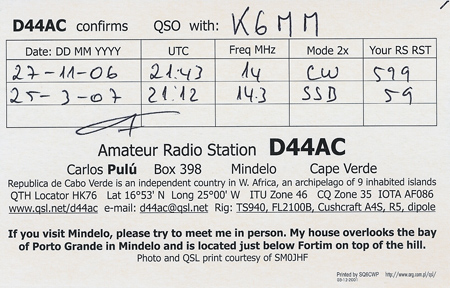 D44AC confirms QSO with: K6MM
Date: DD MM YYYY UTC Freq MHz Mode 2x Your RS RST
27-11-06 21:43 14 CW 599
25-3-07 21:12 14.3 SSB 59
Amateur Radio Station D44AC
Carlos Pulú Box 398 Mindelo Cape Verde
Republica de Cabo Verde is an independent country in W. Africa, an archipelago of 9 inhabited islands
QTH Locator HK76 Lat 16°53' N Long 25°00' W ITU Zone 46 CQ Zone 35 IOTA AF086
www.qsl.net/d44ac e-mail: d44ac@qsl.net Rig: TS940, FL2100B, Cushcraft A4S, R5, dipole
If you visit Mindelo, please try to meet me in person. My house overlooks the bay
of Porto Grande in Mindelo and is located just below Fortim on top of the hill.
Photo and QSL print courtesy of SM0JHF
Printed by SQ6CWP